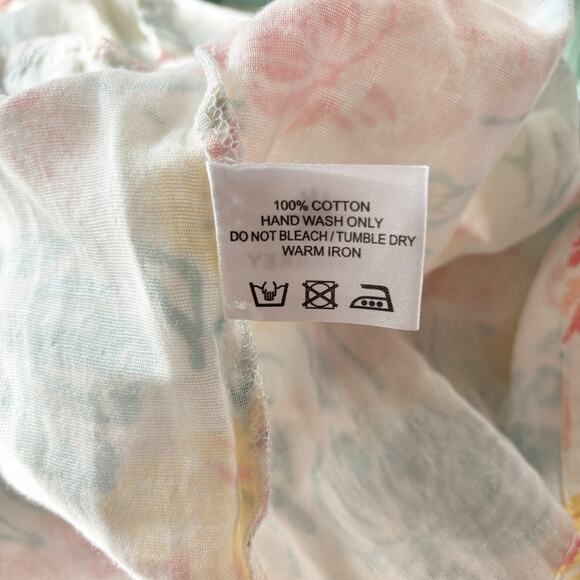 100% COTTON
HAND WASH ONLY
DO NOT BLEACH / TUMBLE DRY
WARM IRON